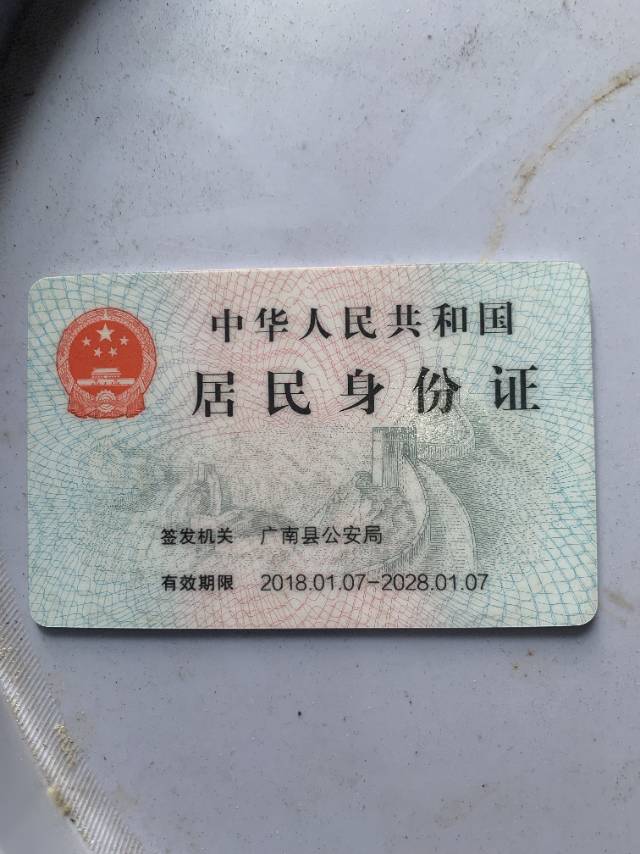 中华人民共和国
居民身份证
签发机关 广南县公安局
有效期限 2018.01.07-2028.01.07